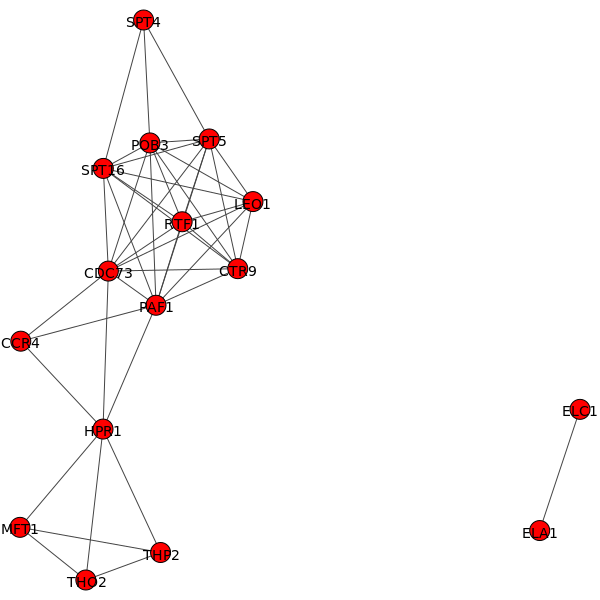 SPT4
POB3
SPT5
SPT16
LEO1
RTF1
CDC73
CTR9
PAF1
CCR4
ELC1
HPR1
MFT1
ELA1
THP2
THO2